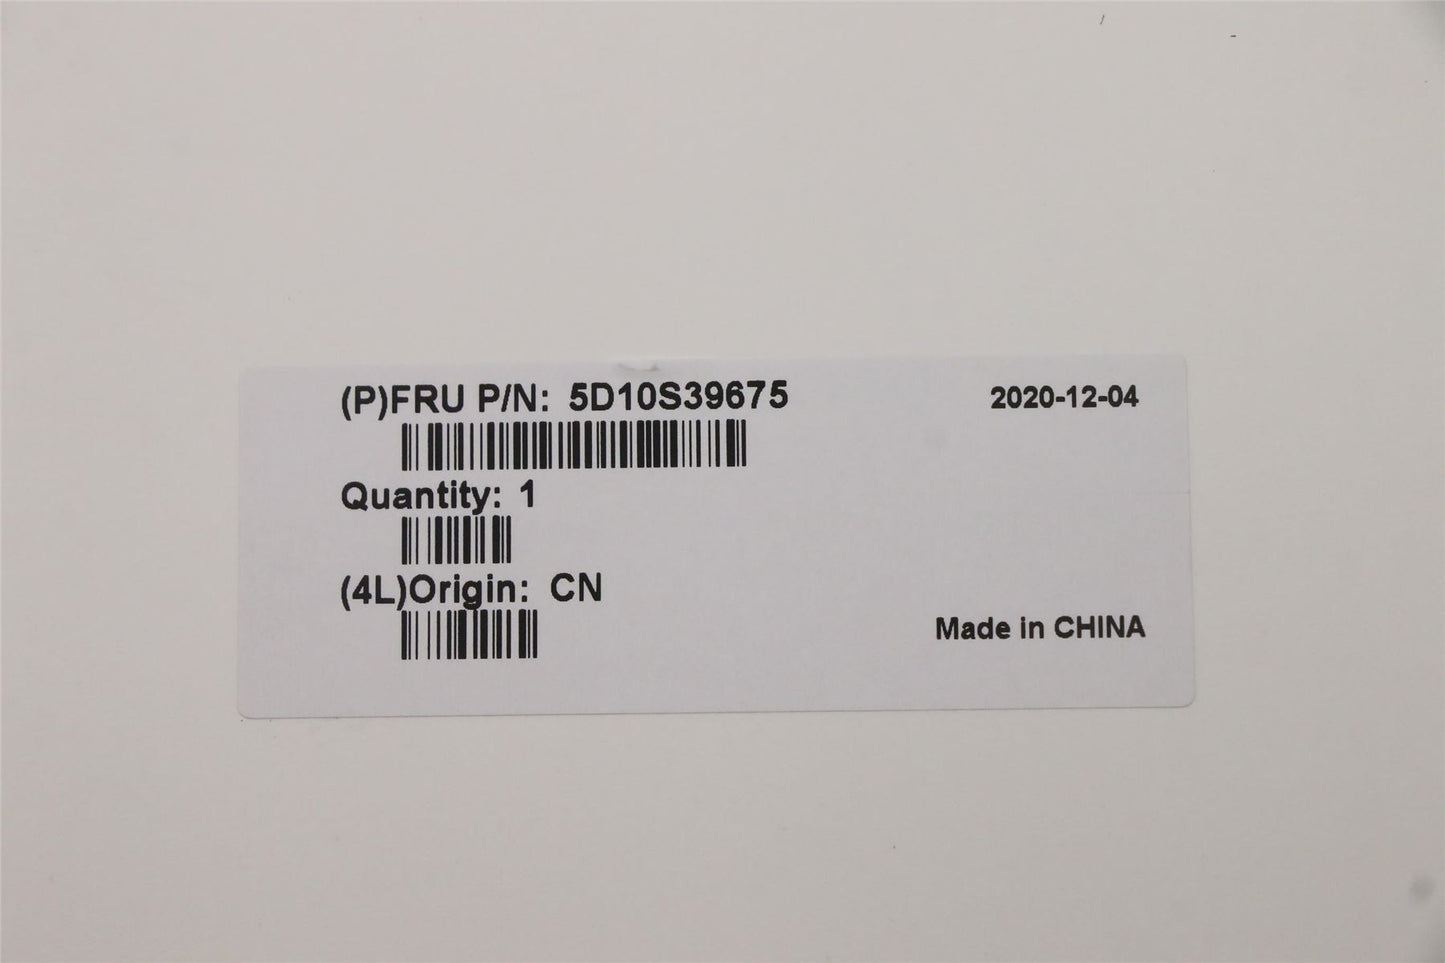 (P)FRU P/N: 5D10S39675
2020-12-04
Quantity: 1
(4L)Origin: CN
Made in CHINA